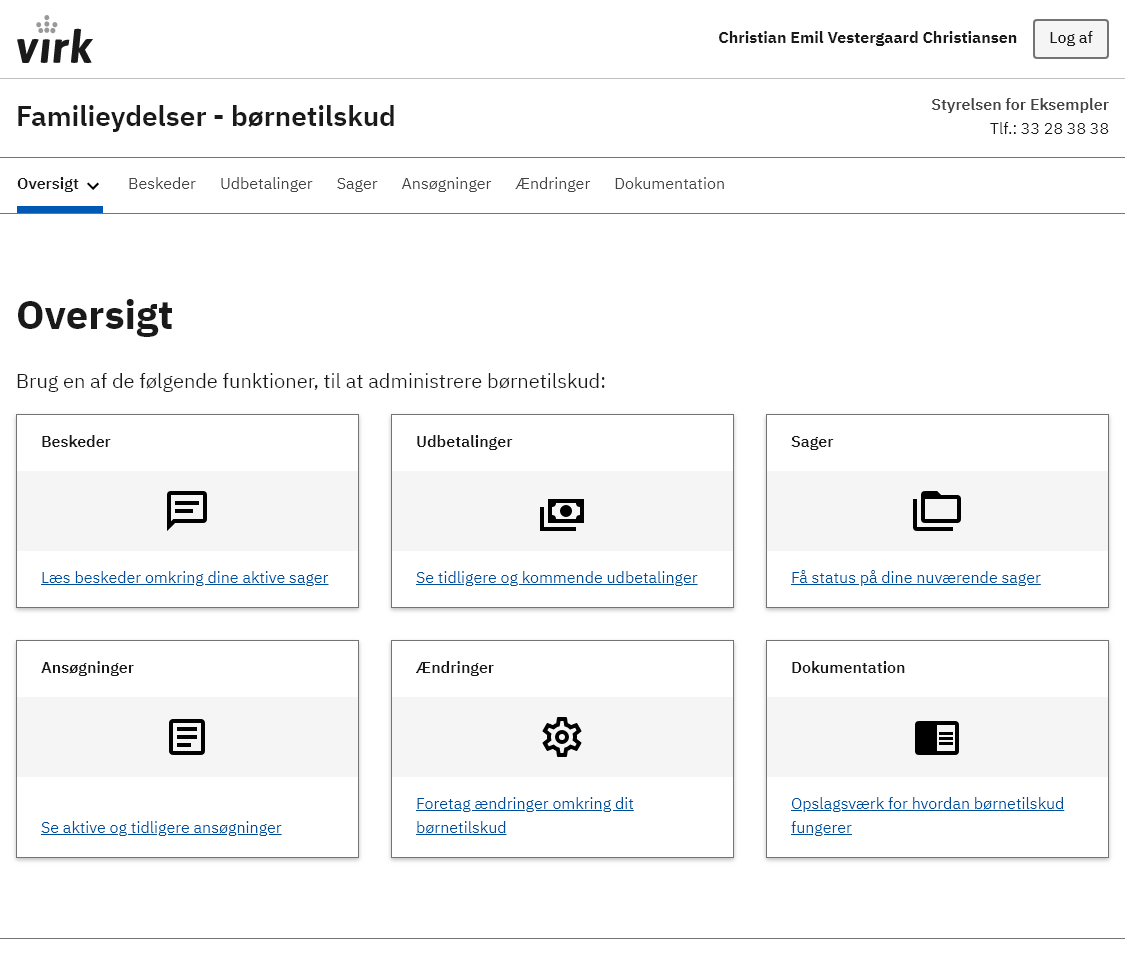 virk
Christian Emil Vestergaard Christiansen
Log af
Familieydelser - børnetilskud
Styrelsen for Eksempler
Tlf.: 33 28 38 38
Oversigt
Beskeder
Udbetalinger
Sager
Ansøgninger
Ændringer
Dokumentation
Oversigt
Brug en af de følgende funktioner, til at administrere børnetilskud:
Beskeder
Læs beskeder omkring dine aktive sager
Udbetalinger
Se tidligere og kommende udbetalinger
Sager
Få status på dine nuværende sager
Ansøgninger
Se aktive og tidligere ansøgninger
Ændringer
Foretag ændringer omkring dit
børnetilskud
Dokumentation
Opslagsværk for hvordan børnetilskud
fungerer